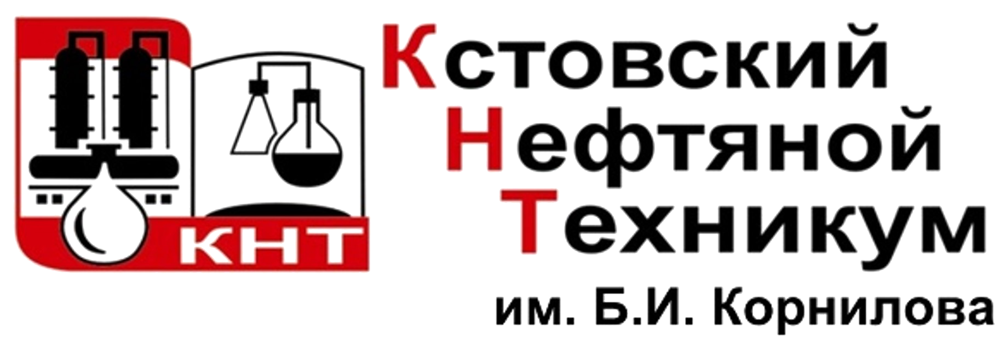 Кстовский
Нефтяной
Техникум
им. Б.И. Корнилова
КНТ